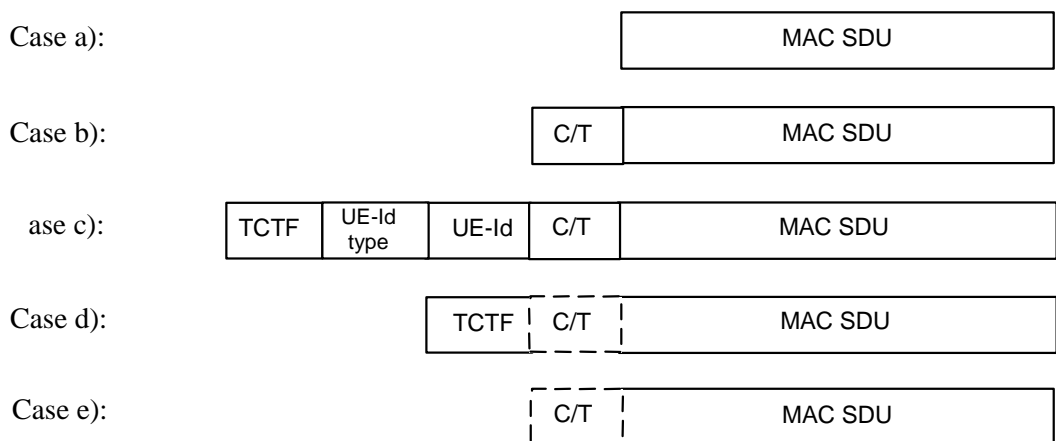 Case a): MAC SDU
Case b): C/T MAC SDU
ase c): TCTF UE-Id type UE-Id C/T MAC SDU
Case d): TCTF C/T MAC SDU
Case e): C/T MAC SDU